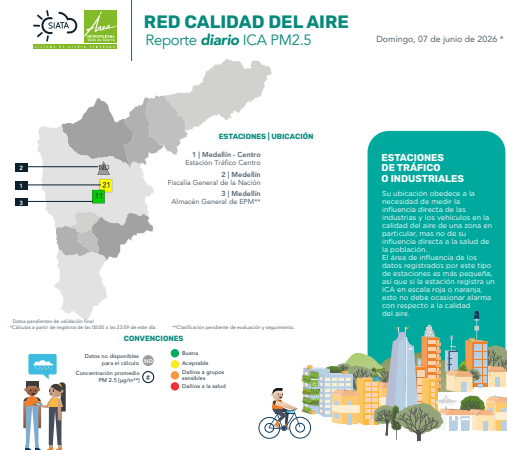 SIATA
Área
METROPOLITANA
Valle de Aburrá
SISTEMA DE ALERTA TEMPRANA
RED CALIDAD DEL AIRE
Reporte diario ICA PM2.5
Domingo, 07 de junio de 2026 *
ESTACIONES | UBICACIÓN
1 | Medellín - Centro
Estación Tráfico Centro
2 | Medellín
Fiscalía General de la Nación
3 | Medellín
Almacén General de EPM**
2
ND
1
21
11
3
ESTACIONES
DE TRÁFICO
O INDUSTRIALES
Su ubicación obedece a la
necesidad de medir la
influencia directa de las
industrias y los vehículos en la
calidad del aire de una zona en
particular, mas no de su
influencia directa a la salud de
la población.
El área de influencia de los
datos registrados por este tipo
de estaciones es más pequeña,
así que si la estación registra un
ICA en escala roja o naranja,
esto no debe ocasionar alarma
con respecto a la calidad
del aire.
Datos pendientes de validación final.
*Cálculos a partir de registros de las 00:00 a las 23:59 de este día.
**Clasificación pendiente de evaluación y seguimiento.
CONVENCIONES
Datos no disponibles
para el cálculo
ND
Concentración promedio
PM 2.5 (µg/m³)
#
Buena
Aceptable
Dañina a grupos
sensibles
Dañina a la salud